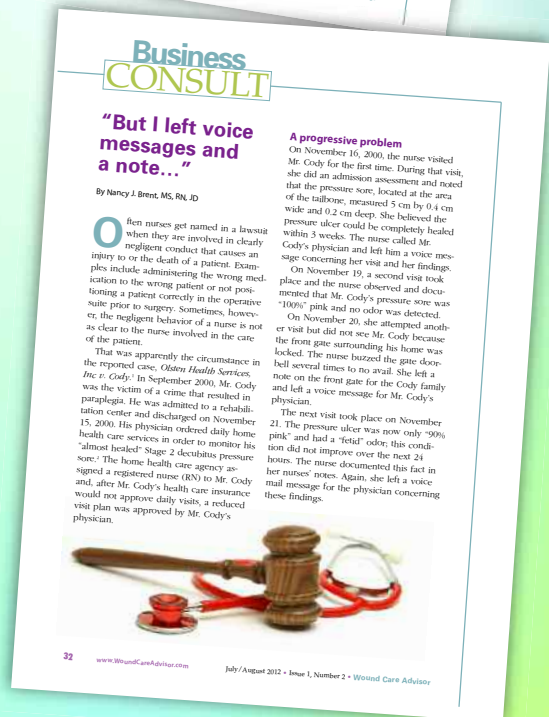 Business
CONSULT
“But I left voice
messages and
a note...”
By Nancy J. Brent, MS, RN, JD
Often nurses get named in a lawsuit
when they are involved in clearly
negligent conduct that causes an
injury to or the death of a patient. Exam-
ples include administering the wrong med-
ication to the wrong patient or not posi-
tioning a patient correctly in the operative
suite prior to surgery. Sometimes, howev-
er, the negligent behavior of a nurse is not
as clear to the nurse involved in the care
of the patient.
That was apparently the circumstance in
the reported case, Olsten Health Services,
Inc v. Cody.¹ In September 2000, Mr. Cody
was the victim of a crime that resulted in
paraplegia. He was admitted to a rehabili-
tation center and discharged on November
15, 2000. His physician ordered daily home
health care services in order to monitor his
“almost healed” Stage 2 decubitus pressure
sore.² The home health care agency as-
signed a registered nurse (RN) to Mr. Cody
and, after Mr. Cody’s health care insurance
would not approve daily visits, a reduced
visit plan was approved by Mr. Cody’s
physician.
A progressive problem
On November 16, 2000, the nurse visited
Mr. Cody for the first time. During that visit,
she did an admission assessment and noted
that the pressure sore, located at the area
of the tailbone, measured 5 cm by 0.4 cm
wide and 0.2 cm deep. She believed the
pressure ulcer could be completely healed
within 3 weeks. The nurse called Mr.
Cody’s physician and left him a voice mes-
sage concerning her visit and her findings.
On November 19, a second visit took
place and the nurse observed and docu-
mented that Mr. Cody’s pressure sore was
“100%” pink and no odor was detected.
On November 20, she attempted anoth-
er visit but did not see Mr. Cody because
the front gate surrounding his home was
locked. The nurse buzzed the gate door-
bell several times to no avail. She left a
note on the front gate for the Cody family
and left a voice message for Mr. Cody’s
physician.
The next visit took place on November
21. The pressure ulcer was now only “90%
pink” and had a “fetid” odor; this condi-
tion did not improve over the next 24
hours. The nurse documented this fact in
her nurses’ notes. Again, she left a voice
mail message for the physician concerning
these findings.
32 www.WoundCareAdvisor.com July/August 2012 • Issue 1, Number 2 • Wound Care Advisor